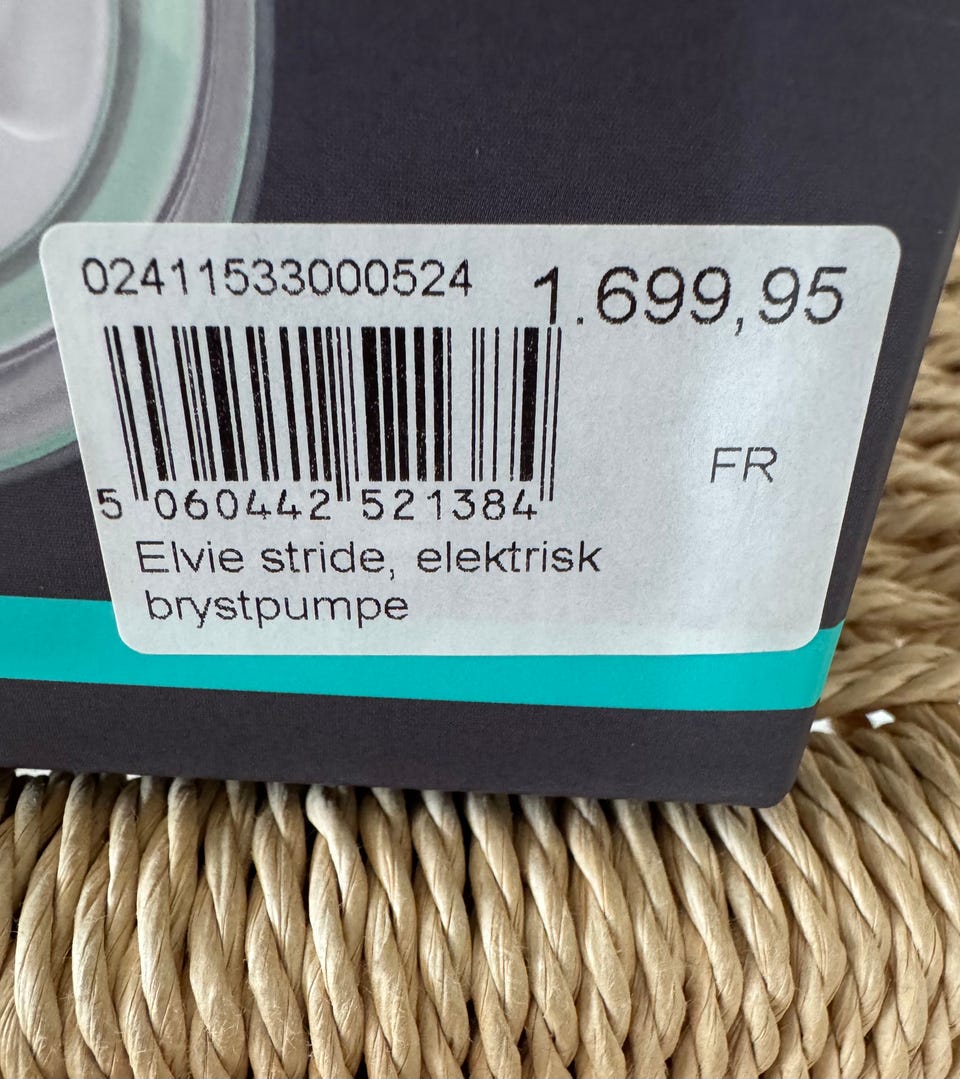 02411533000524
1.699,95
FR
5 060442 521384
Elvie stride, elektrisk
brystpumpe